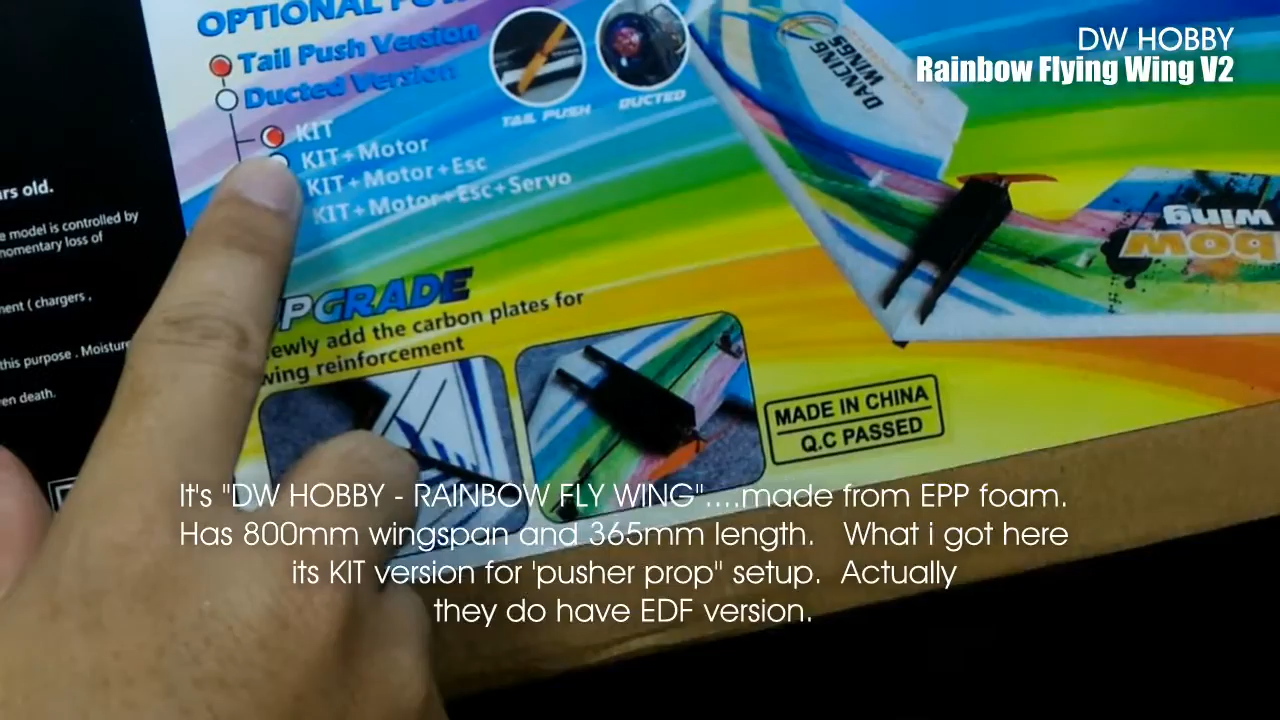 DW HOBBY
Rainbow Flying Wing V2
OPTIONAL
Tail Push Version
Ducted Version
KIT
KIT+Motor
KIT+Motor+Esc
KIT+Motor+Esc+Servo
TAIL PUSH
DUCTED
DANCING
WINGS
wing
bow
rs old.
e model is controlled by
omentary loss of
ment ( chargers ,
this purpose . Moisture
en death.
PGRADE
ewly add the carbon plates for
wing reinforcement
MADE IN CHINA
Q.C PASSED
It's "DW HOBBY - RAINBOW FLY WING"....made from EPP foam.
Has 800mm wingspan and 365mm length. What i got here
its KIT version for 'pusher prop" setup. Actually
they do have EDF version.